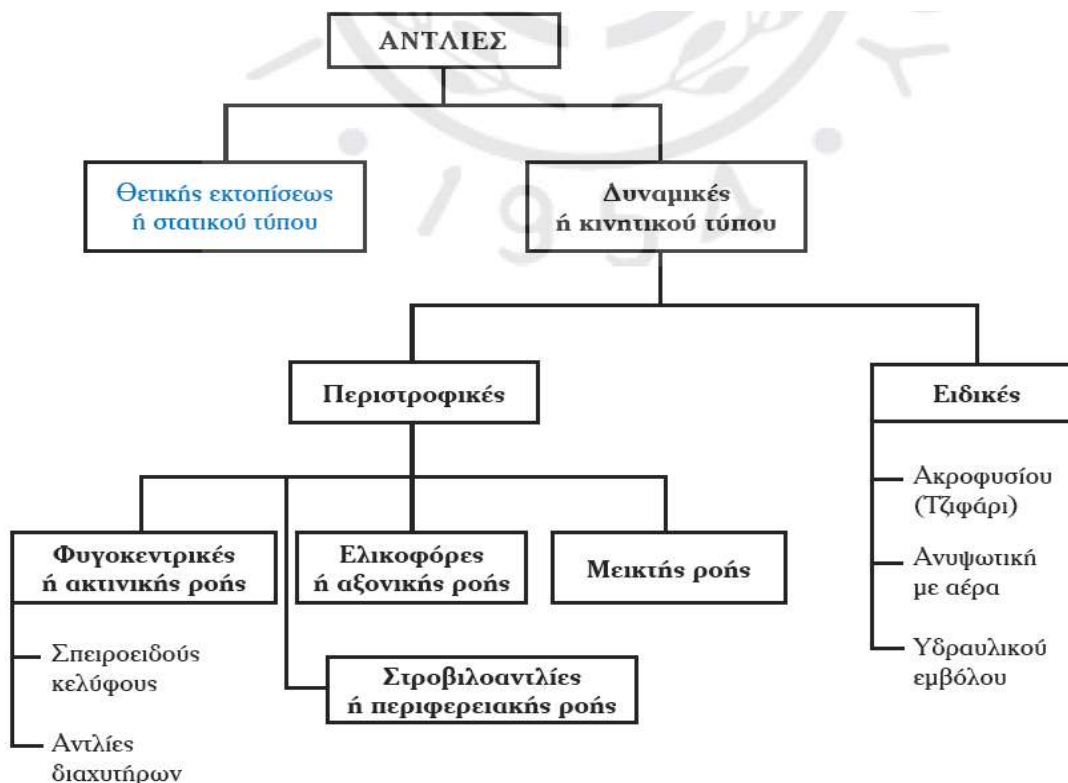 ΑΝΤΛΙΕΣ
Θετικής εκτοπίσεως
ή στατικού τύπου
Δυναμικές
ή κινητικού τύπου
Περιστροφικές
Ειδικές
Ακροφυσίου
(Τζιφάρι)
Ανυψωτική
με αέρα
Υδραυλικού
εμβόλου
Φυγοκεντρικές
ή ακτινικής ροής
Ελικοφόρες
ή αξονικής ροής
Μεικτής ροής
Σπειροειδούς
κελύφους
Στροβιλοαντλίες
ή περιφερειακής ροής
Αντλίες
διαχυτήρων
1954